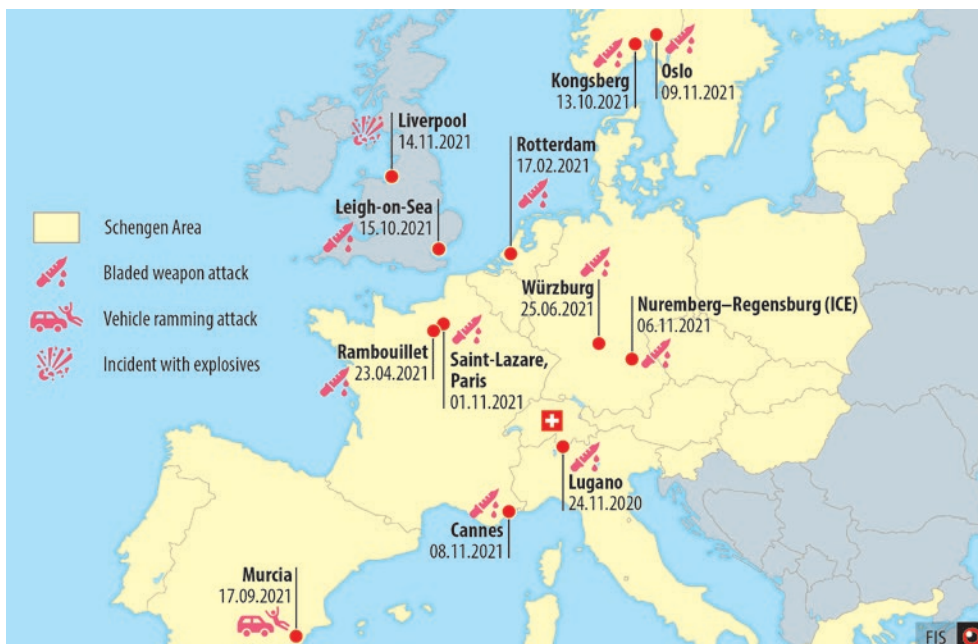 Kongsberg
13.10.2021
Oslo
09.11.2021
Liverpool
14.11.2021
Rotterdam
17.02.2021
Leigh-on-Sea
15.10.2021
Schengen Area
Bladed weapon attack
Vehicle ramming attack
Incident with explosives
Würzburg
25.06.2021
Nuremberg–Regensburg (ICE)
06.11.2021
Rambouillet
23.04.2021
Saint-Lazare,
Paris
01.11.2021
Lugano
24.11.2020
Cannes
08.11.2021
Murcia
17.09.2021
FIS